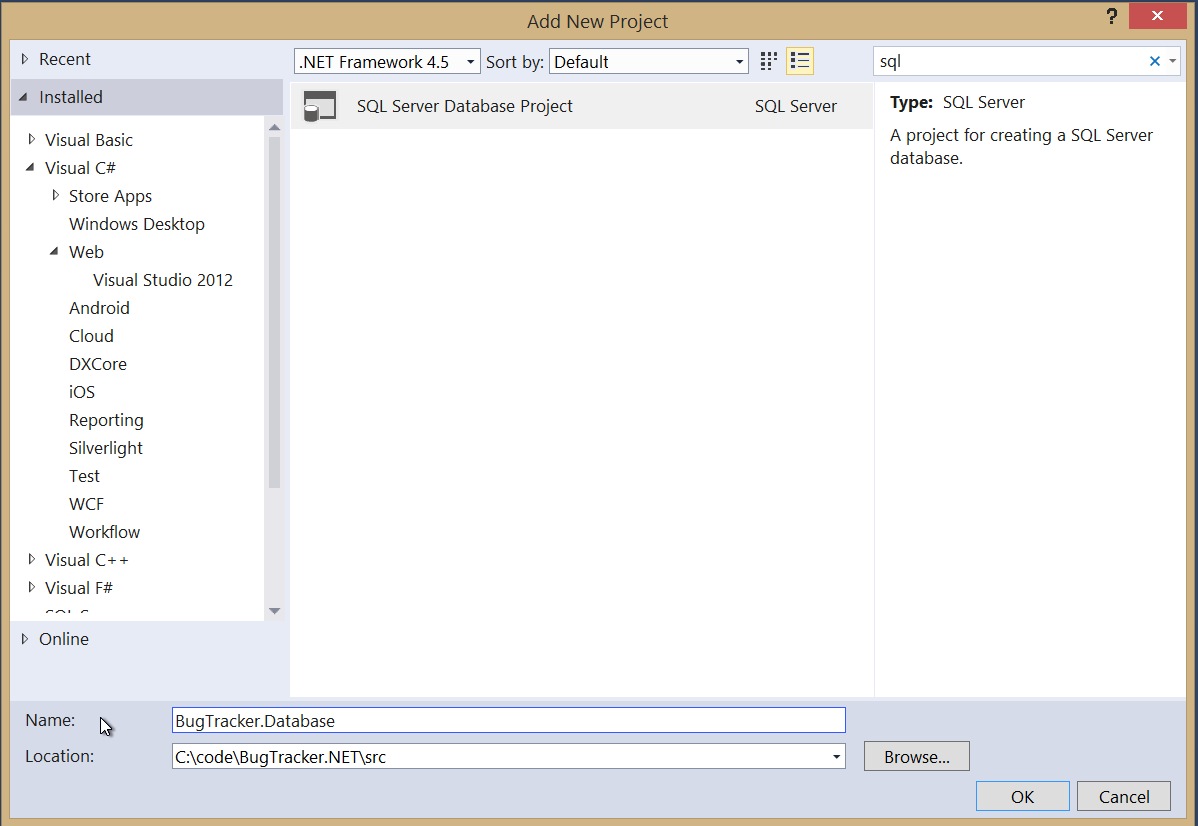 Add New Project
?
Recent
Installed
.NET Framework 4.5
Sort by:
Default
sql
Visual Basic
Visual C#
Store Apps
Windows Desktop
Web
Visual Studio 2012
Android
Cloud
DXCore
iOS
Reporting
Silverlight
Test
WCF
Workflow
Visual C++
Visual F#
Online
SQL Server Database Project
SQL Server
Type: SQL Server
A project for creating a SQL Server
database.
Name:
BugTracker.Database
Location:
C:\code\BugTracker.NET\src
Browse...
OK
Cancel